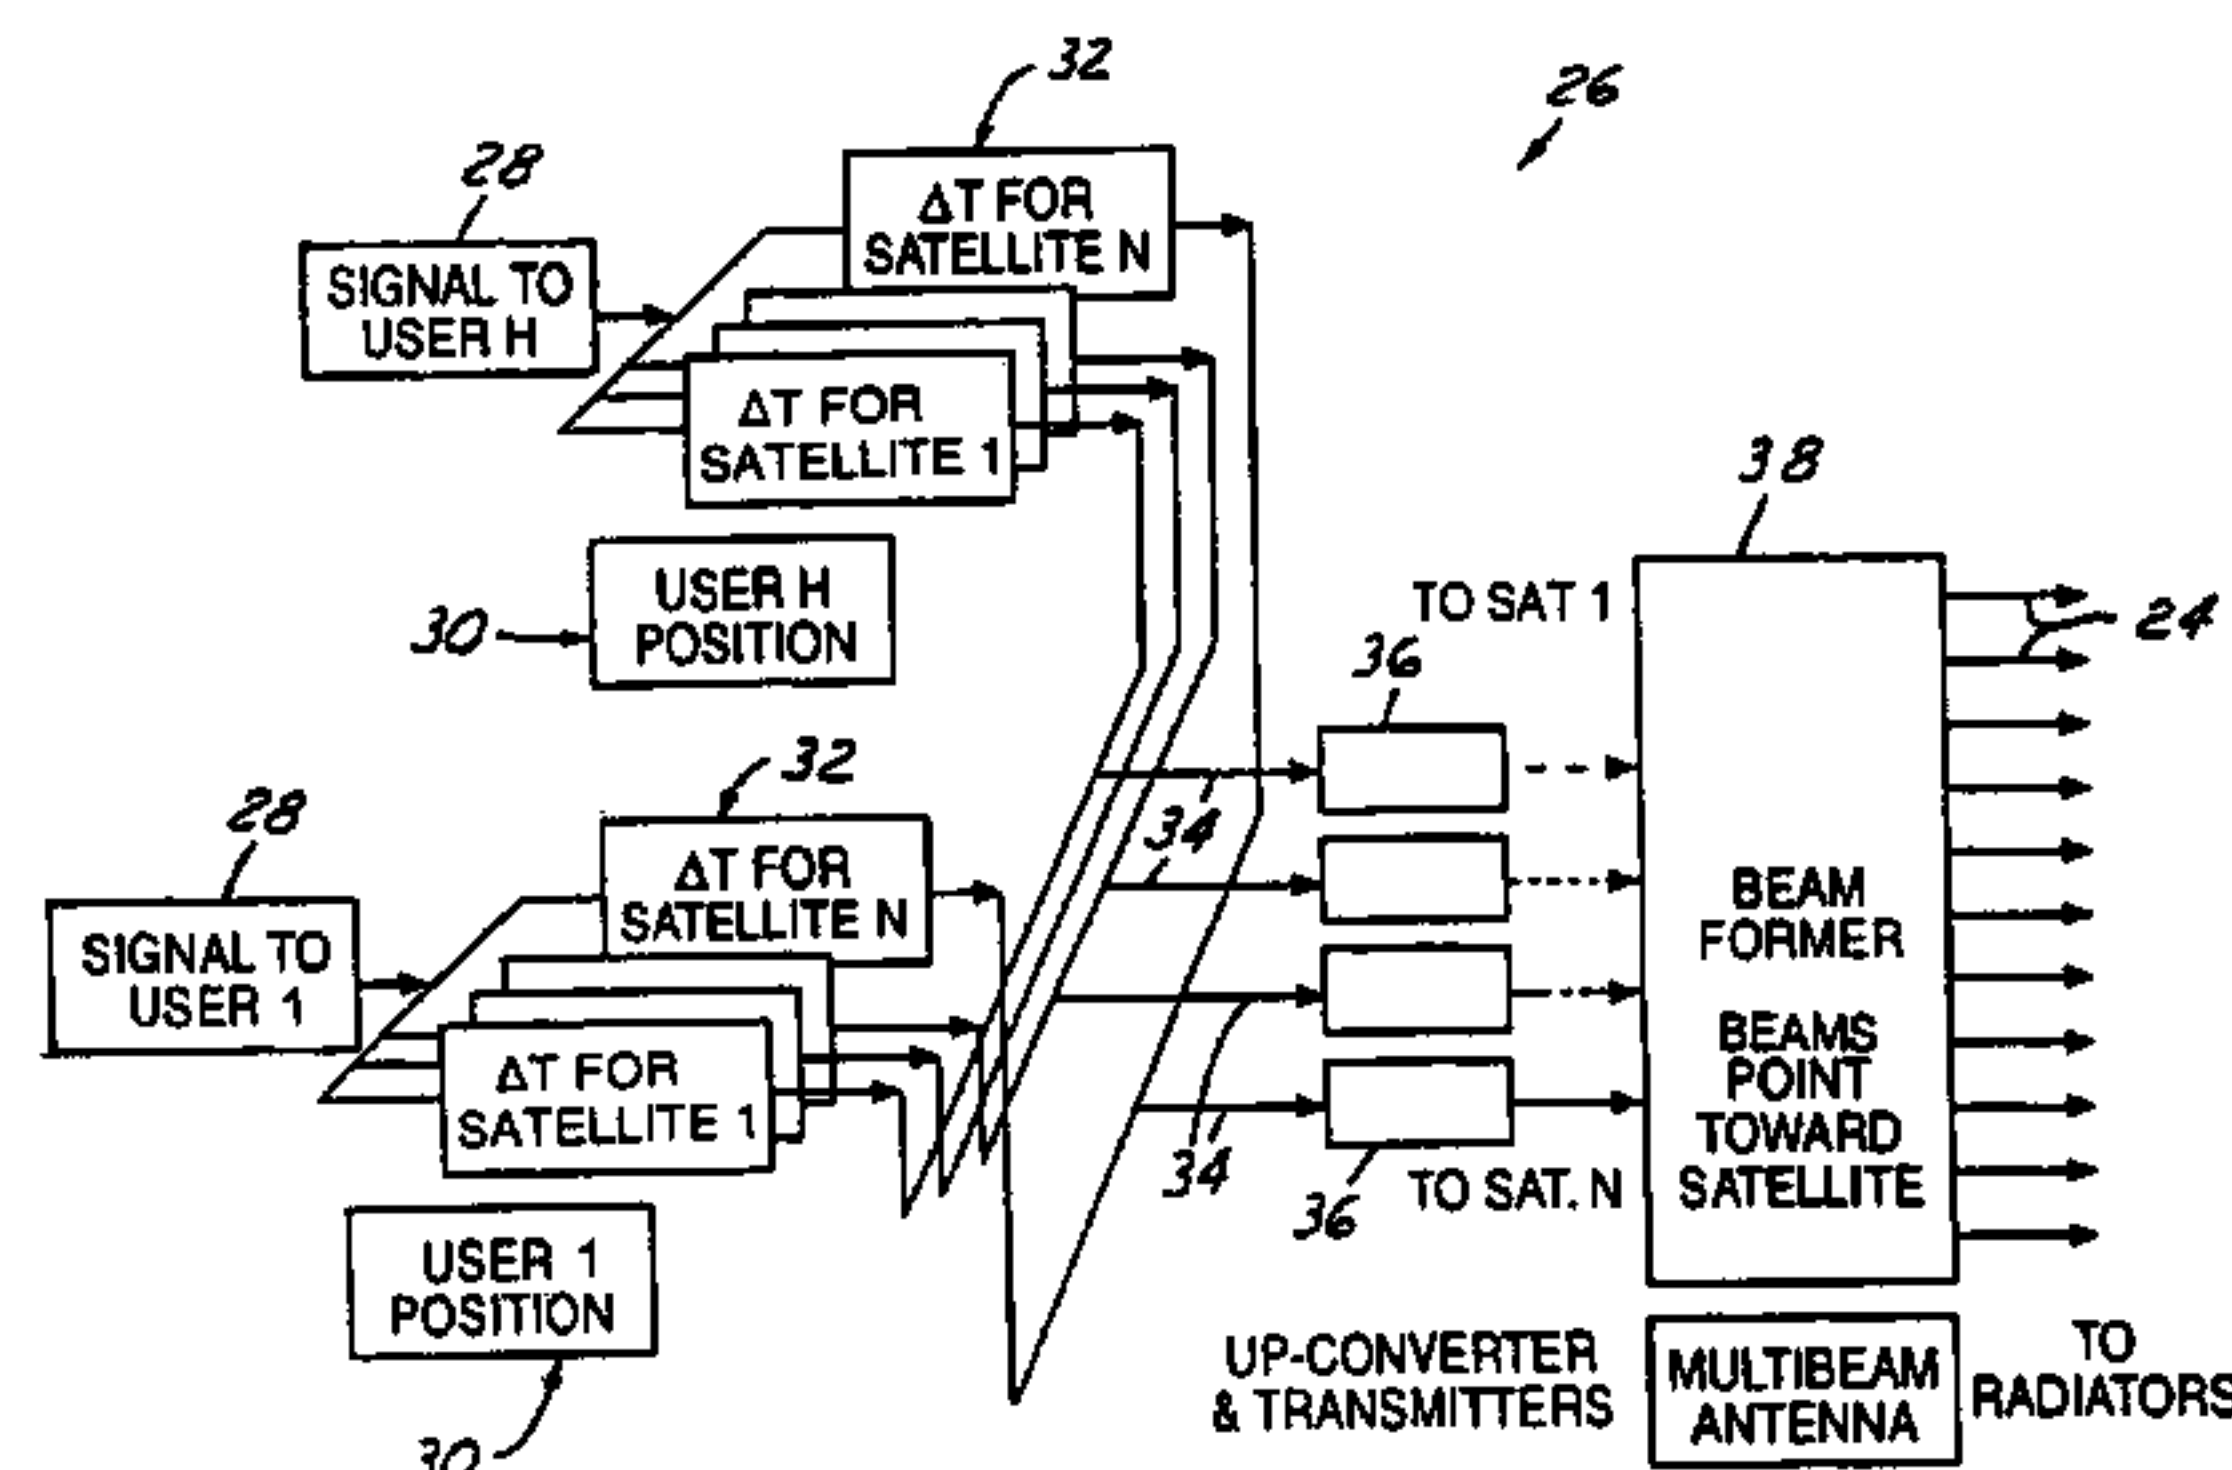 32
26
28
ΔT FOR
SATELLITE N
SIGNAL TO
USER H
ΔT FOR
SATELLITE 1
38
USER H
POSITION
30
TO SAT 1
24
36
32
28
34
ΔT FOR
SATELLITE N
BEAM
FORMER
SIGNAL TO
USER 1
BEAMS
POINT
TOWARD
SATELLITE
ΔT FOR
SATELLITE 1
34
36
TO SAT. N
USER 1
POSITION
30
UP-CONVERTER
& TRANSMITTERS
MULTIBEAM
ANTENNA
TO
RADIATORS